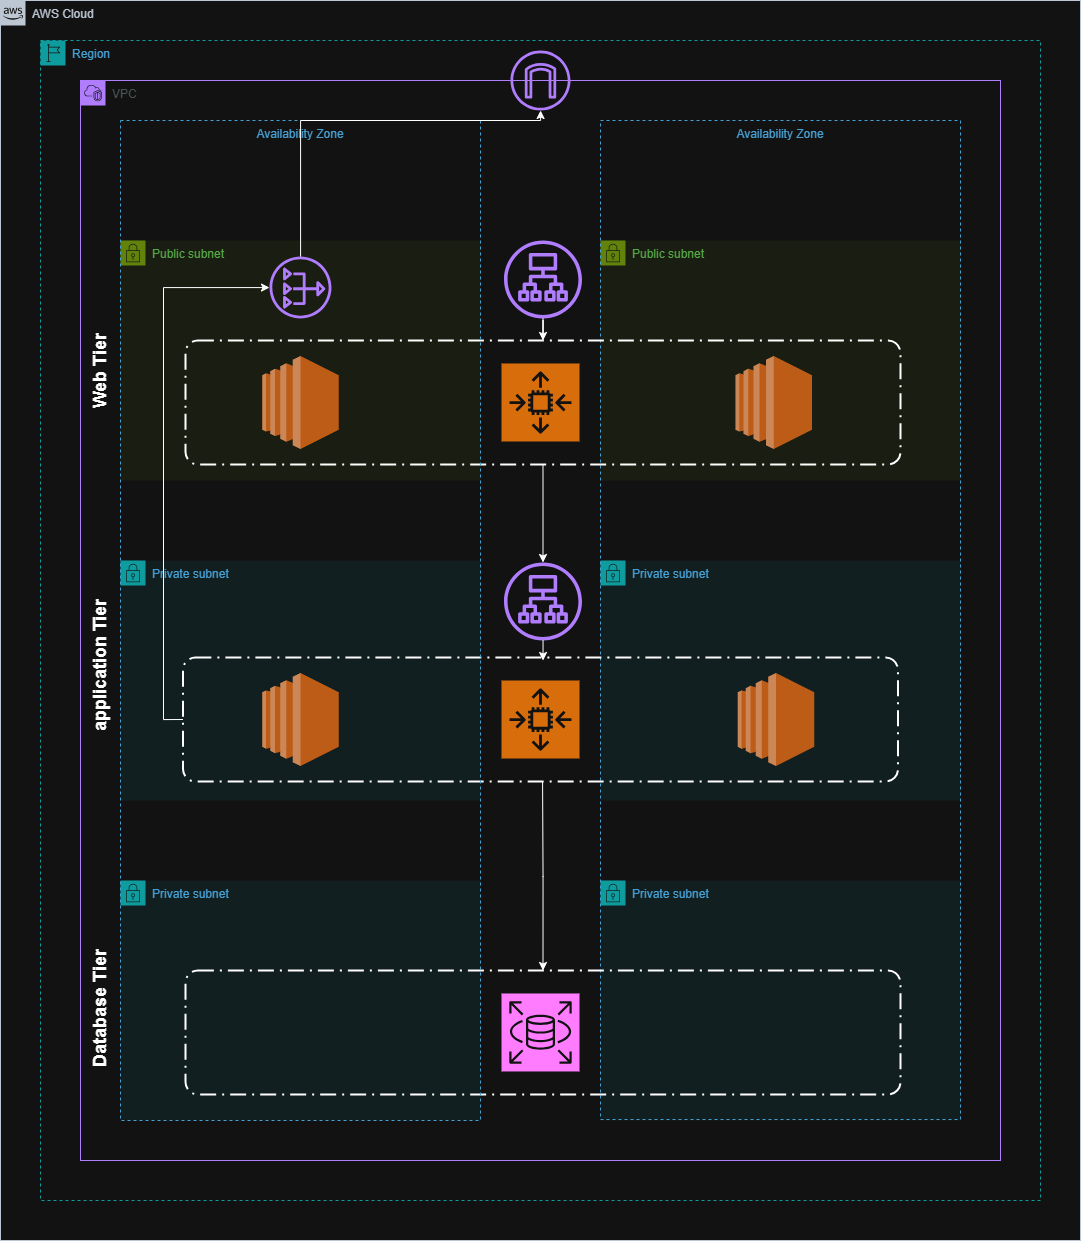 aws
AWS Cloud
Region
VPC
Availability Zone
Availability Zone
Public subnet
Public subnet
Web Tier
Private subnet
Private subnet
application Tier
Private subnet
Private subnet
Database Tier